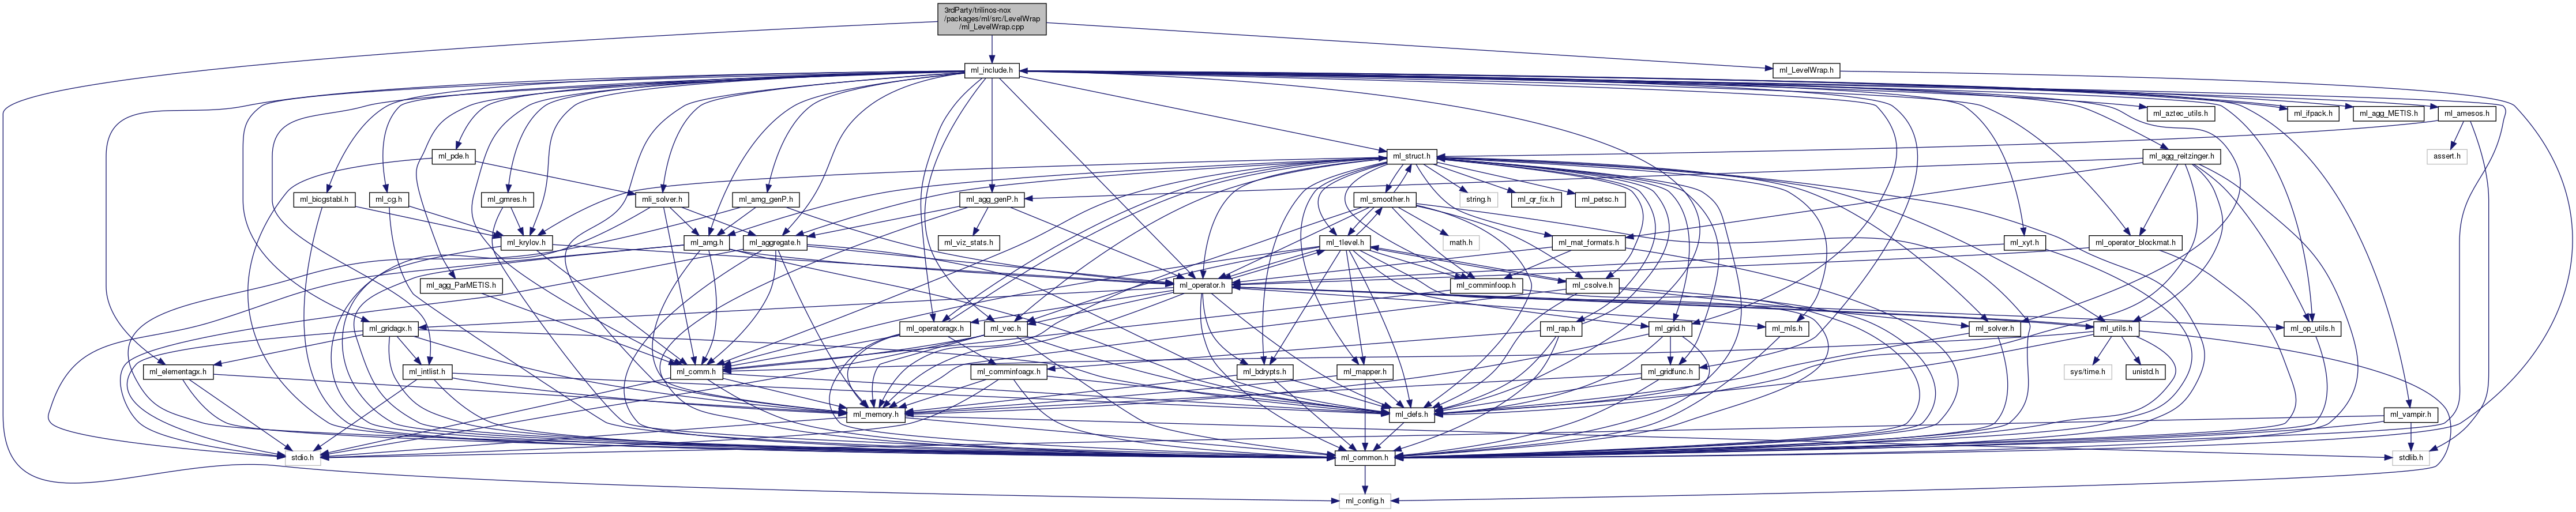 3rdParty/trilinos-nox
/packages/ml/src/LevelWrap
/ml_LevelWrap.cpp
ml_include.h
ml_LevelWrap.h
ml_aztec_utils.h
ml_ifpack.h
ml_agg_METIS.h
ml_amesos.h
ml_pde.h
ml_struct.h
ml_agg_reitzinger.h
assert.h
ml_bicgstabl.h
ml_cg.h
ml_gmres.h
mli_solver.h
ml_amg_genP.h
ml_agg_genP.h
ml_smoother.h
string.h
ml_qr_fix.h
ml_petsc.h
ml_krylov.h
ml_amg.h
ml_aggregate.h
ml_viz_stats.h
ml_1level.h
math.h
ml_mat_formats.h
ml_xyt.h
ml_operator_blockmat.h
ml_agg_ParMETIS.h
ml_operator.h
ml_comminfoop.h
ml_csolve.h
ml_gridagx.h
ml_operatoragx.h
ml_vec.h
ml_rap.h
ml_grid.h
ml_mls.h
ml_solver.h
ml_utils.h
ml_op_utils.h
ml_elementagx.h
ml_intlist.h
ml_comm.h
ml_comminfoagx.h
ml_bdrypts.h
ml_mapper.h
ml_gridfunc.h
sys/time.h
unistd.h
ml_memory.h
ml_defs.h
ml_vampir.h
stdio.h
ml_common.h
stdlib.h
ml_config.h